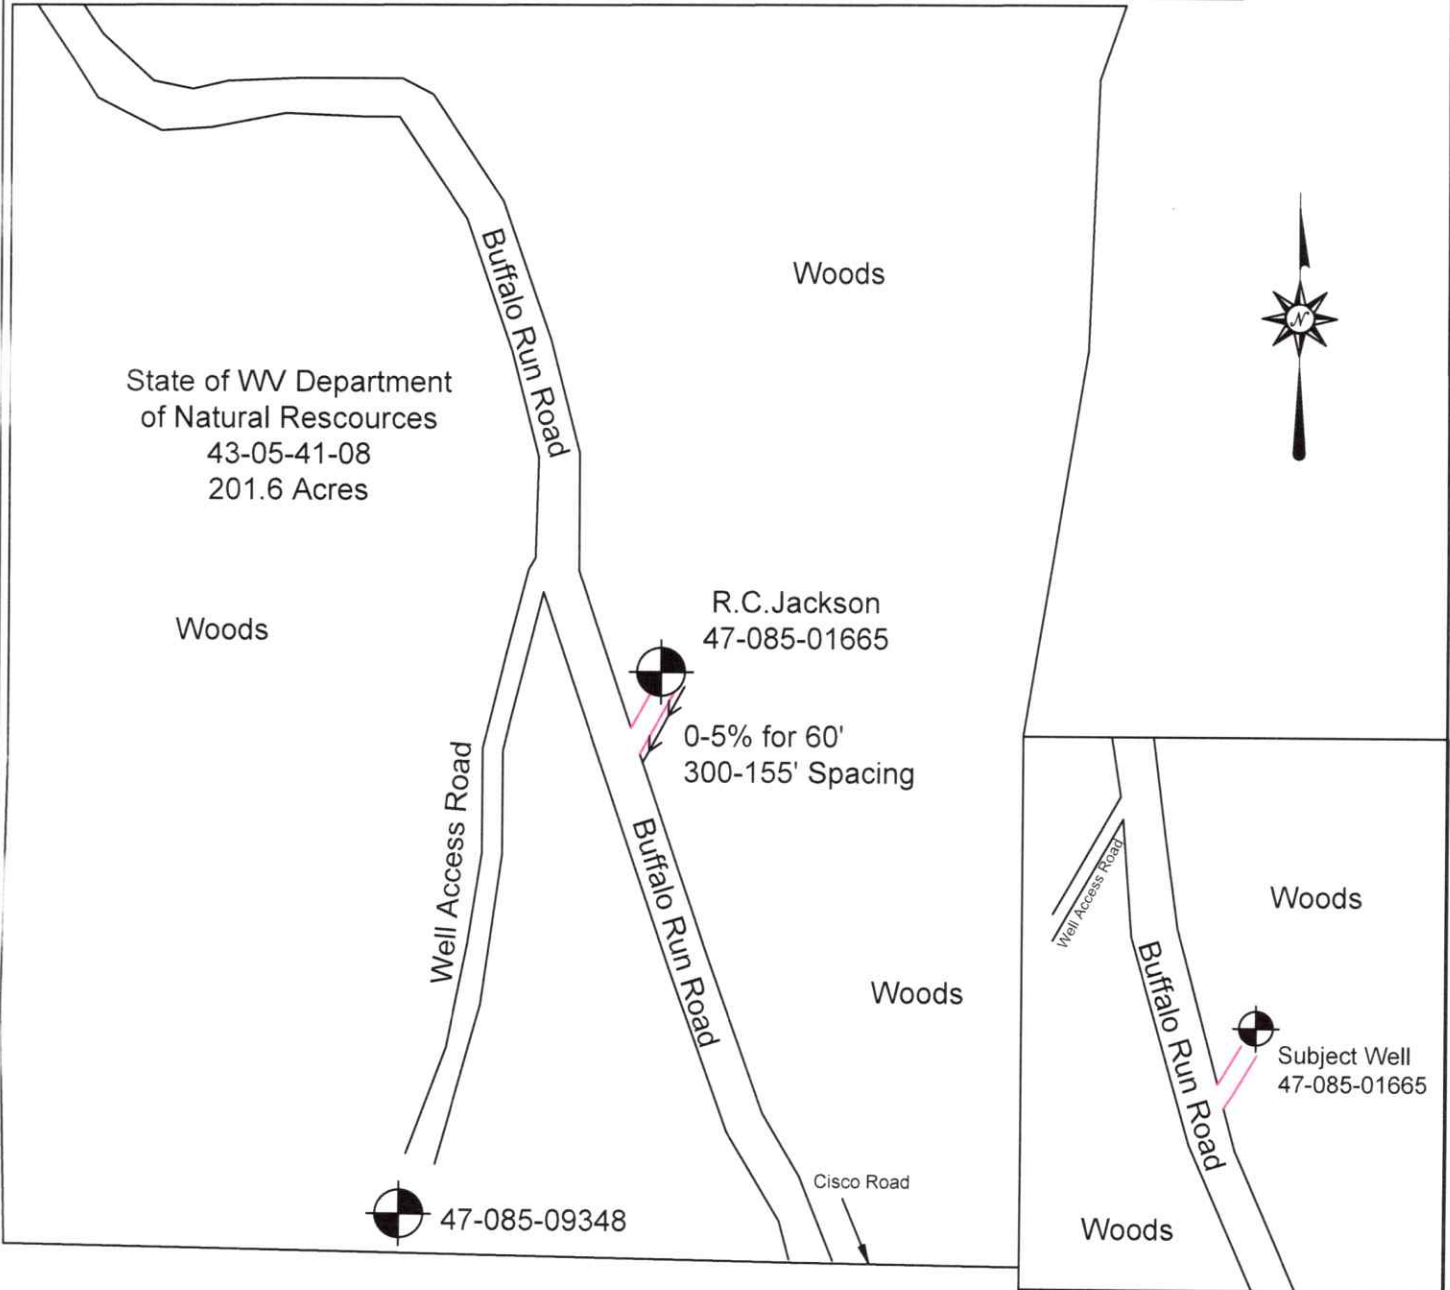 Buffalo Run Road
Woods
N
State of WV Department
of Natural Rescources
43-05-41-08
201.6 Acres
Woods
R.C.Jackson
47-085-01665
0-5% for 60'
300-155' Spacing
Well Access Road
Buffalo Run Road
Woods
Cisco Road
47-085-09348
Well Access Road
Woods
Buffalo Run Road
Subject Well
47-085-01665
Woods